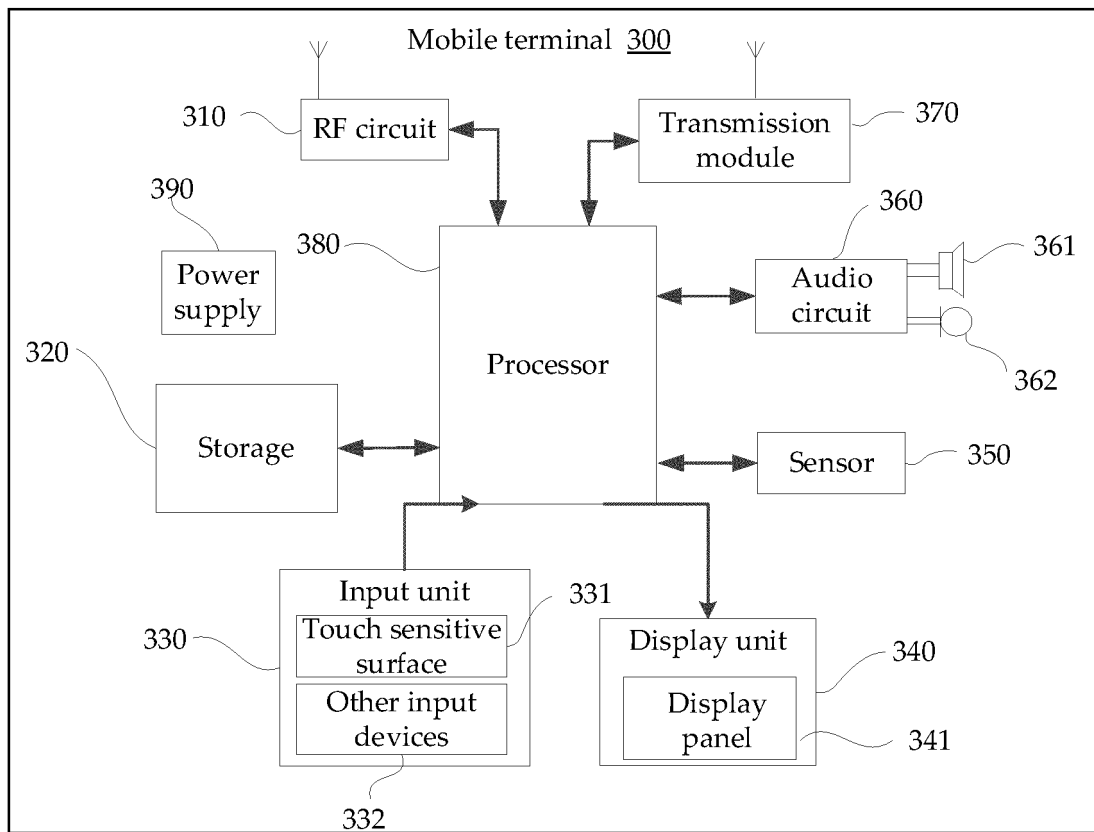 Mobile terminal 300
310
RF circuit
Transmission
module
370
390
Power
supply
380
360
361
Audio
circuit
362
Processor
320
Storage
Sensor
350
Input unit
331
330
Touch sensitive
surface
Other input
devices
332
Display unit
340
Display
panel
341